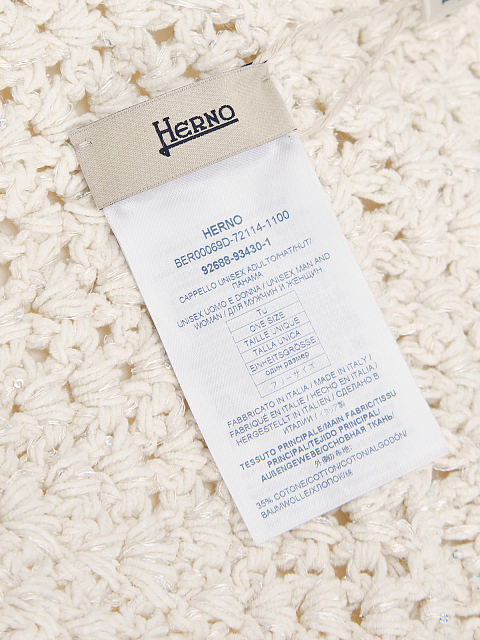 HERNO
HERNO
BER00069D-72114-1100
92688-93430-1
CAPPELLO UNISEX ADULTO/HAT/HUT/
ПАНАМА
UNISEX UOMO E DONNA / UNISEX MAN AND
WOMAN / ДЛЯ МУЖЧИН И ЖЕНЩИН
TU
ONE SIZE
TAILLE UNIQUE
TALLA UNICA
EINHEITSGRÖSSE
один размер
フリーサイズ
FABBRICATO IN ITALIA / MADE IN ITALY /
FABRIQUÉ EN ITALIE / HECHO EN ITALIA/
HERGESTELLT IN ITALIEN / СДЕЛАНО В
ИТАЛИИ / イタリア製
TESSUTO PRINCIPALE/MAIN FABRIC/TISSU
PRINCIPAL/TEJIDO PRINCIPAL/
AUßENGEWEBE/ОСНОВНАЯ ТКАНЬ/
35% COTONE/COTTON/COTON/ALGODÓN/
BAUMWOLLE/ХЛОПОК/綿